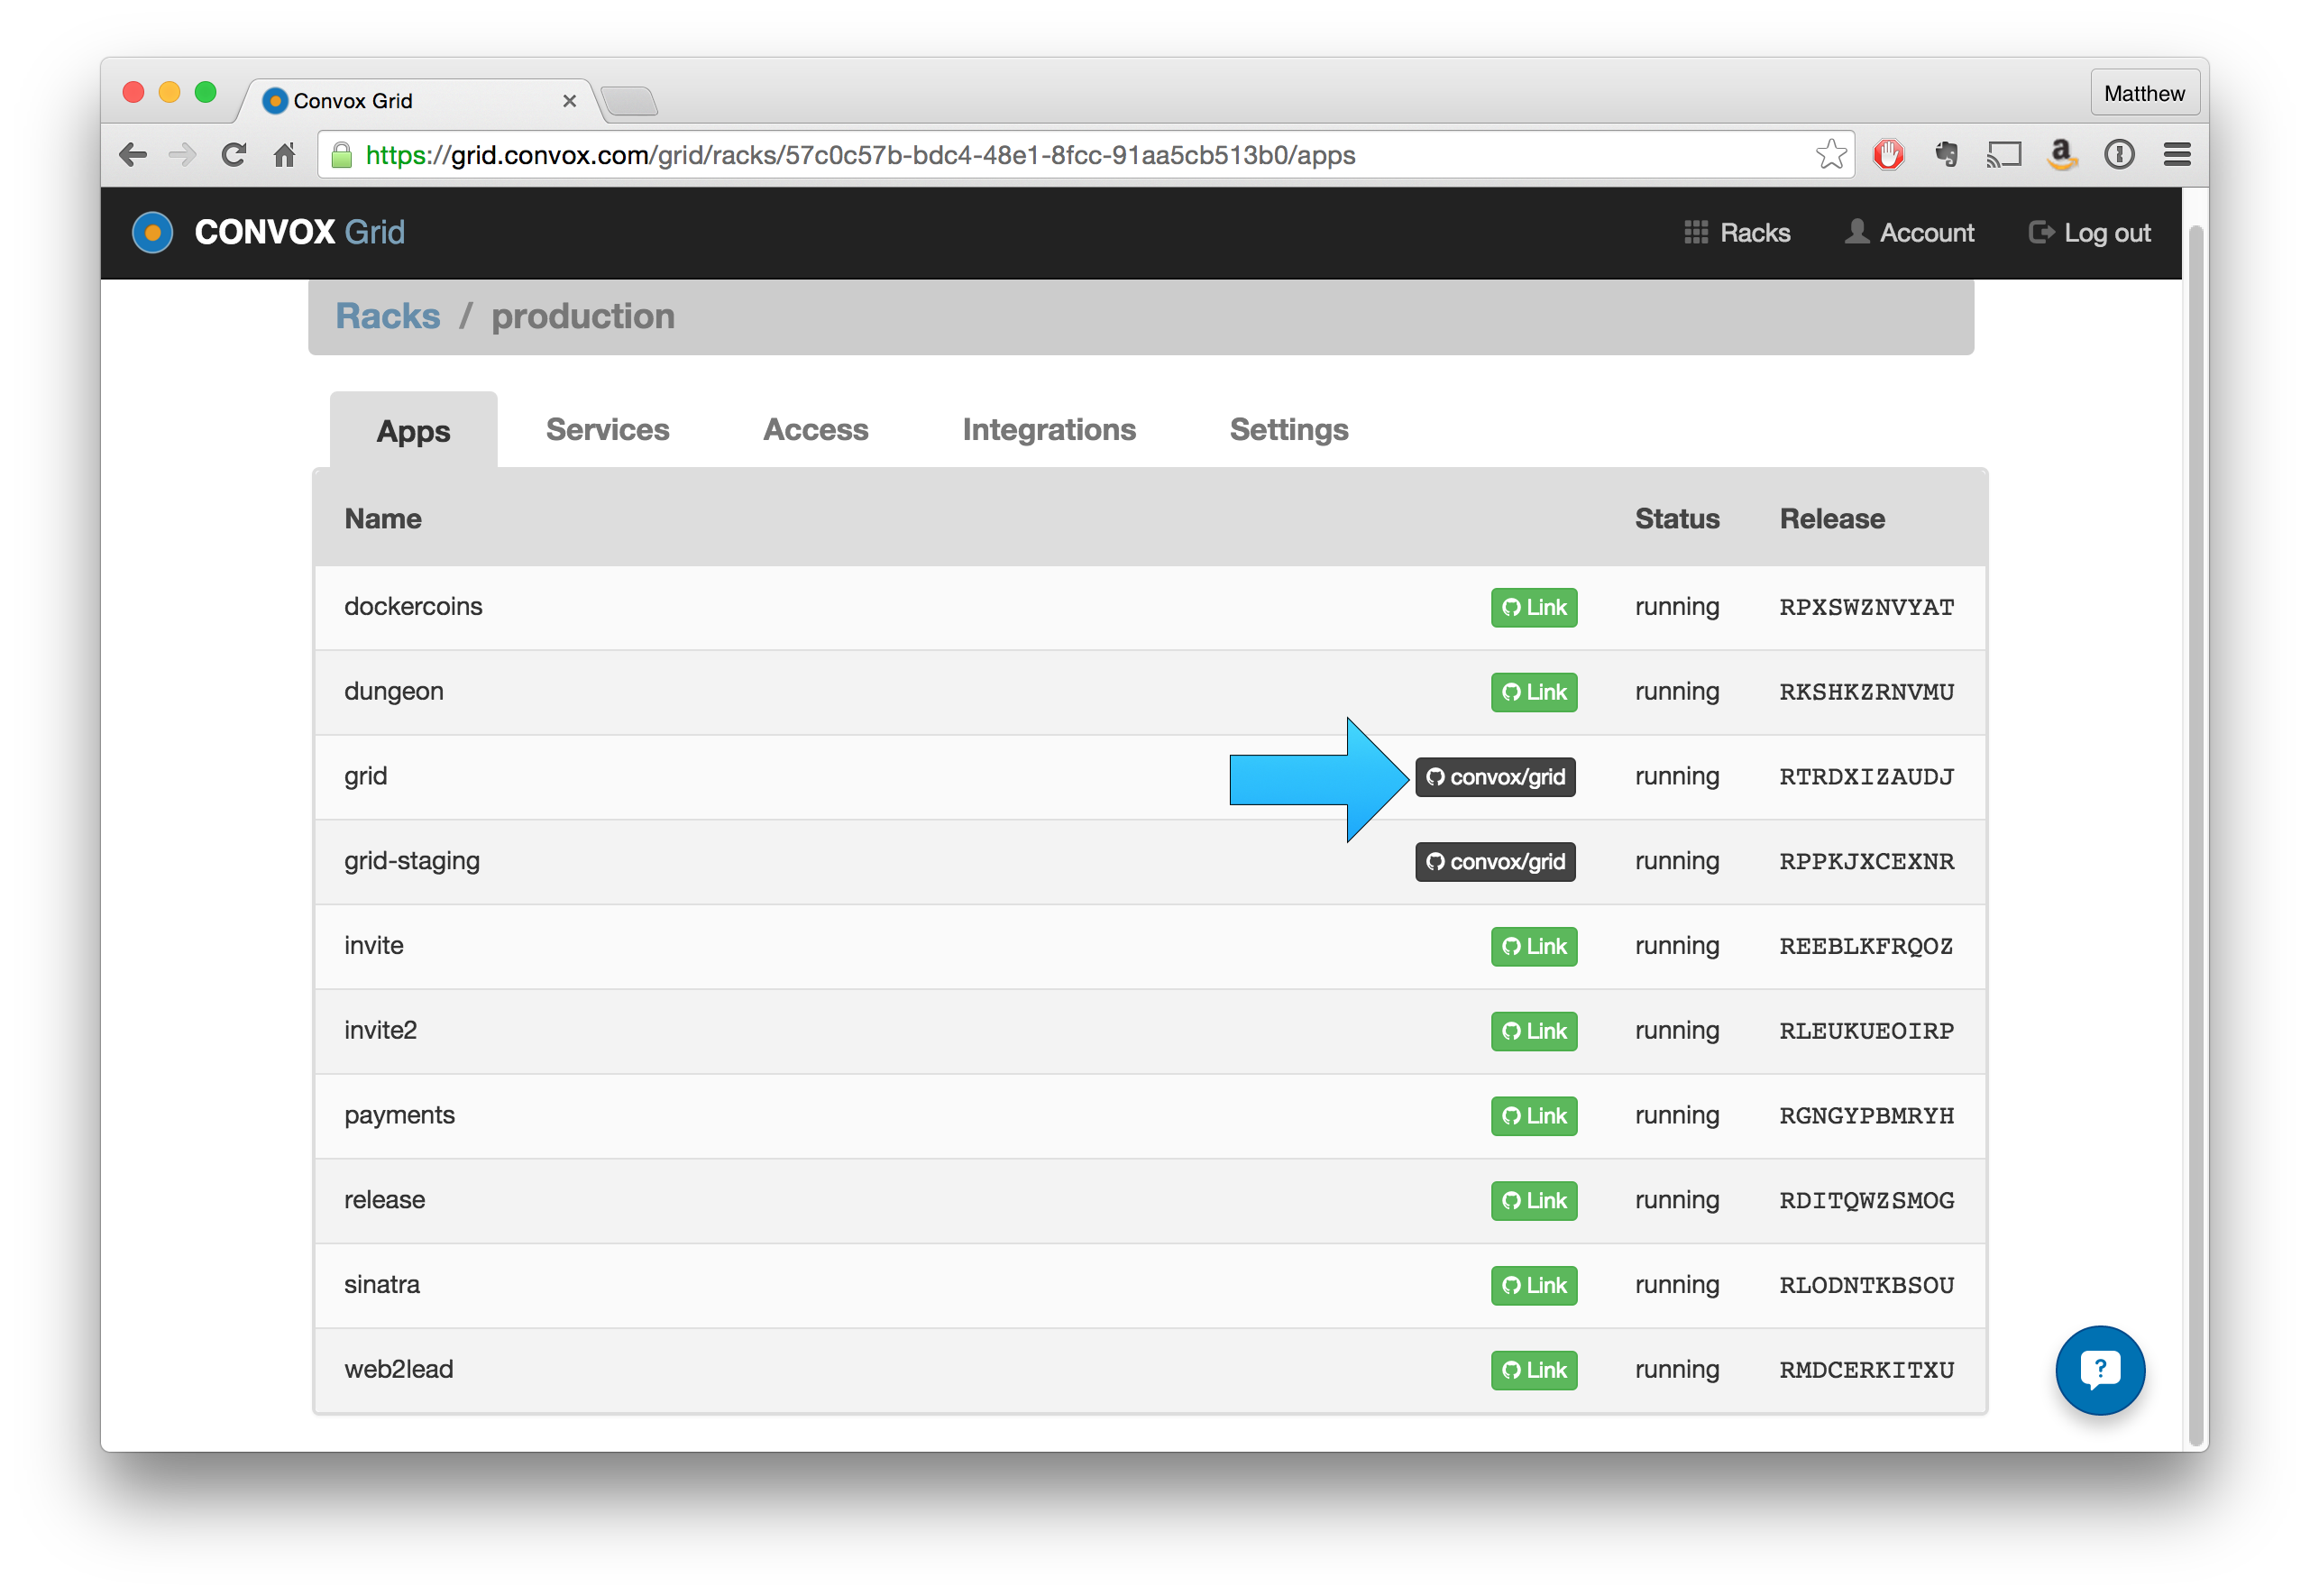 Convox Grid
Matthew
https://grid.convox.com/grid/racks/57c0c57b-bdc4-48e1-8fcc-91aa5cb513b0/apps
CONVOX Grid Racks Account Log out
Racks / production
Apps Services Access Integrations Settings
Name Status Release
dockercoins Link running RPXSWZNVYAT
dungeon Link running RKSHKZRNVMU
grid convox/grid running RTRDXIZAUDJ
grid-staging convox/grid running RPPKJXCEXNR
invite Link running REEBLKFRQOZ
invite2 Link running RLEUKUEOIRP
payments Link running RGNGYPBMRYH
release Link running RDITQWZSMOG
sinatra Link running RLODNTKBSOU
web2lead Link running RMDCERKITXU